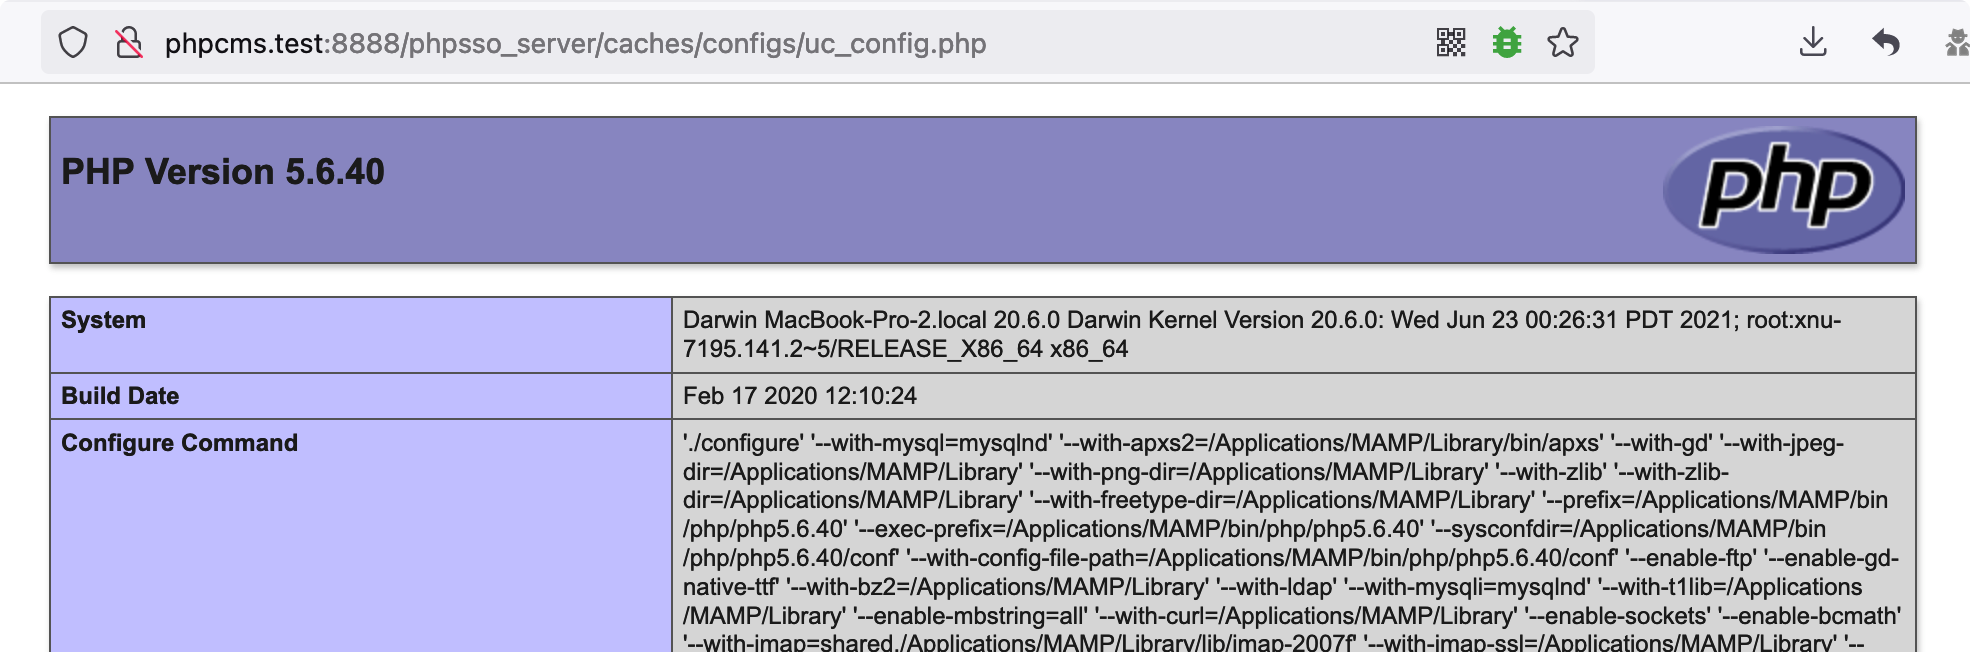 phpcms.test:8888/phpsso_server/caches/configs/uc_config.php
PHP Version 5.6.40
php
System
Darwin MacBook-Pro-2.local 20.6.0 Darwin Kernel Version 20.6.0: Wed Jun 23 00:26:31 PDT 2021; root:xnu-
7195.141.2~5/RELEASE_X86_64 x86_64
Build Date
Feb 17 2020 12:10:24
Configure Command
'./configure' '--with-mysql=mysqlnd' '--with-apxs2=/Applications/MAMP/Library/bin/apxs' '--with-gd' '--with-jpeg-
dir=/Applications/MAMP/Library' '--with-png-dir=/Applications/MAMP/Library' '--with-zlib' '--with-zlib-
dir=/Applications/MAMP/Library' '--with-freetype-dir=/Applications/MAMP/Library' '--prefix=/Applications/MAMP/bin
/php/php5.6.40' '--exec-prefix=/Applications/MAMP/bin/php/php5.6.40' '--sysconfdir=/Applications/MAMP/bin
/php/php5.6.40/conf' '--with-config-file-path=/Applications/MAMP/bin/php/php5.6.40/conf' '--enable-ftp' '--enable-gd-
native-ttf' '--with-bz2=/Applications/MAMP/Library' '--with-ldap' '--with-mysqli=mysqlnd' '--with-t1lib=/Applications
/MAMP/Library' '--enable-mbstring=all' '--with-curl=/Applications/MAMP/Library' '--enable-sockets' '--enable-bcmath'
'--with-imap=shared,/Applications/MAMP/Library/lib/imap-2007f' '--with-imap-ssl=/Applications/MAMP/Library' '--